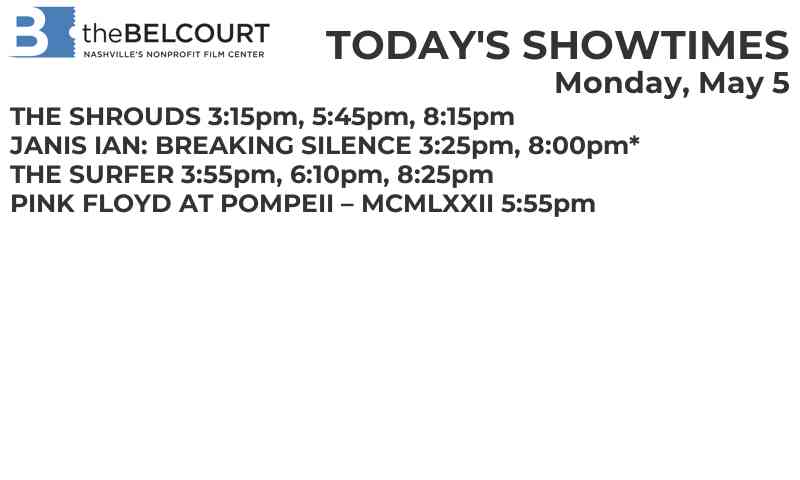 B theBELCOURT
NASHVILLE'S NONPROFIT FILM CENTER
TODAY'S SHOWTIMES
Monday, May 5
THE SHROUDS 3:15pm, 5:45pm, 8:15pm
JANIS IAN: BREAKING SILENCE 3:25pm, 8:00pm*
THE SURFER 3:55pm, 6:10pm, 8:25pm
PINK FLOYD AT POMPEII – MCMLXXII 5:55pm